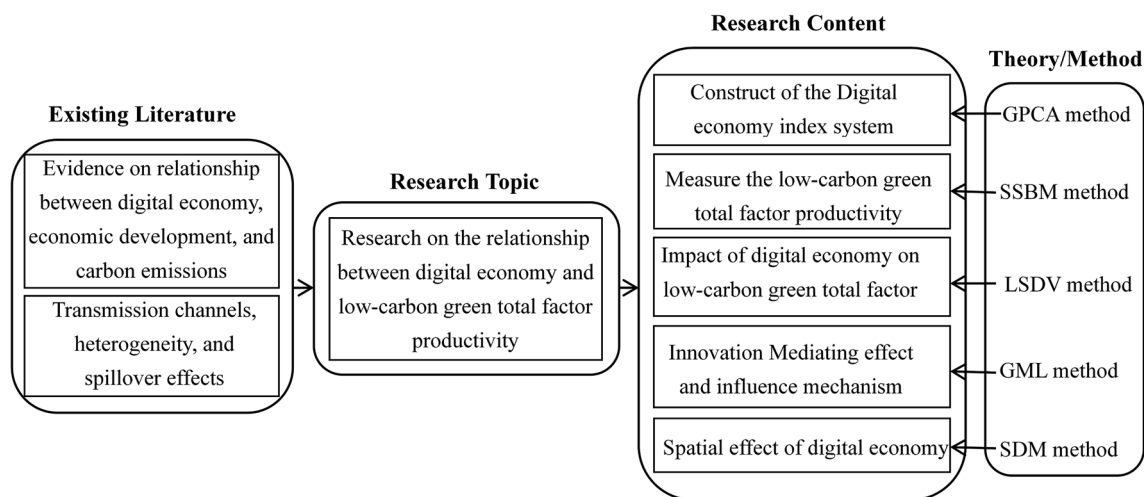 Existing Literature
Evidence on relationship
between digital economy,
economic development, and
carbon emissions
Transmission channels,
heterogeneity, and
spillover effects
Research Topic
Research on the relationship
between digital economy and
low-carbon green total factor
productivity
Research Content
Construct of the Digital
economy index system
Measure the low-carbon green
total factor productivity
Impact of digital economy on
low-carbon green total factor
Innovation Mediating effect
and influence mechanism
Spatial effect of digital economy
Theory/Method
GPCA method
SSBM method
LSDV method
GML method
SDM method